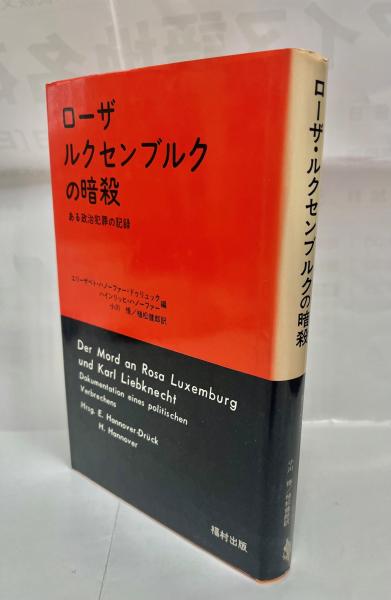 ローザ
ルクセンブルク
の暗殺
ある政治犯罪の記録
エリーザベト・ハノーファー・ドゥリュック
ハインリッヒ・ハノーファー編
小川 悟/植松健郎訳
Der Mord an Rosa Luxemburg
und Karl Liebknecht
Dokumentation eines politischen
Verbrechens
Hrsg. E. Hannover-Drück
H. Hannover
福村出版
ローザ・ルクセンブルクの暗殺
小川 悟/植松健郎訳